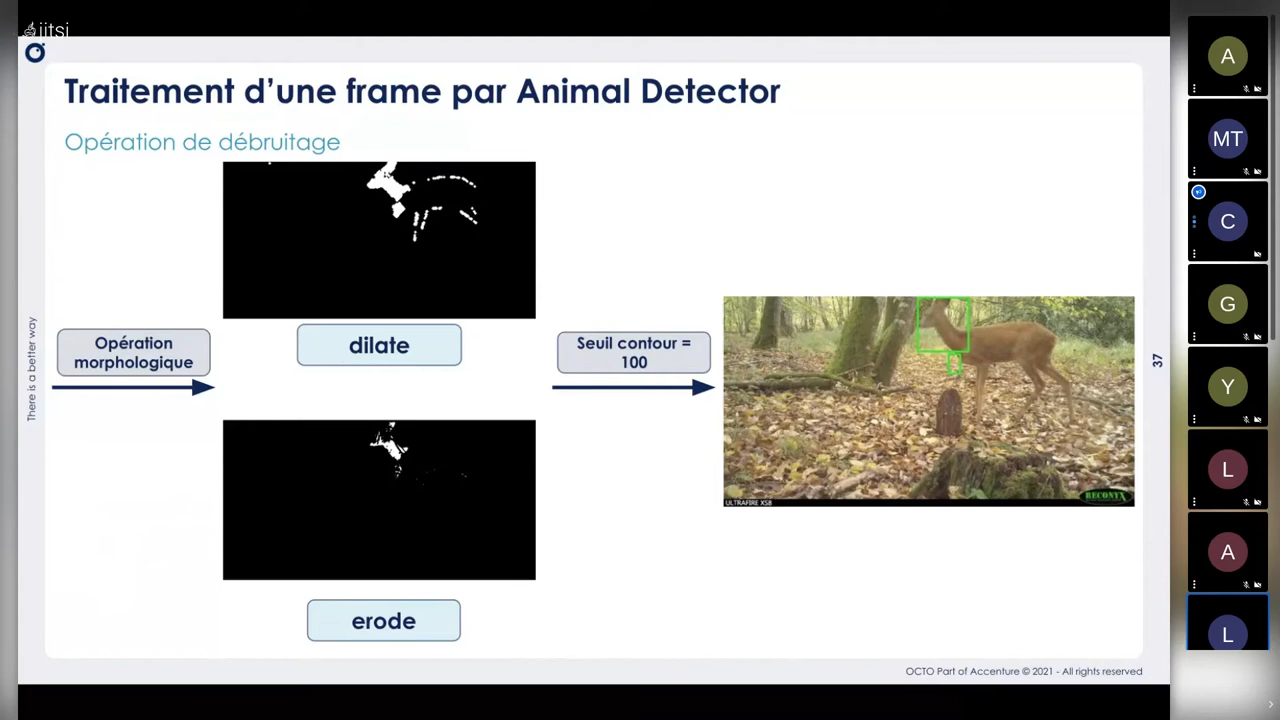 jitsi
Traitement d'une frame par Animal Detector
Opération de débruitage
Opération
morphologique
dilate
erode
Seuil contour =
100
ULTRAFIRE XS8
RECONYX
There is a better way
37
OCTO Part of Accenture © 2021 - All rights reserved
A
MT
C
G
Y
L
A
L